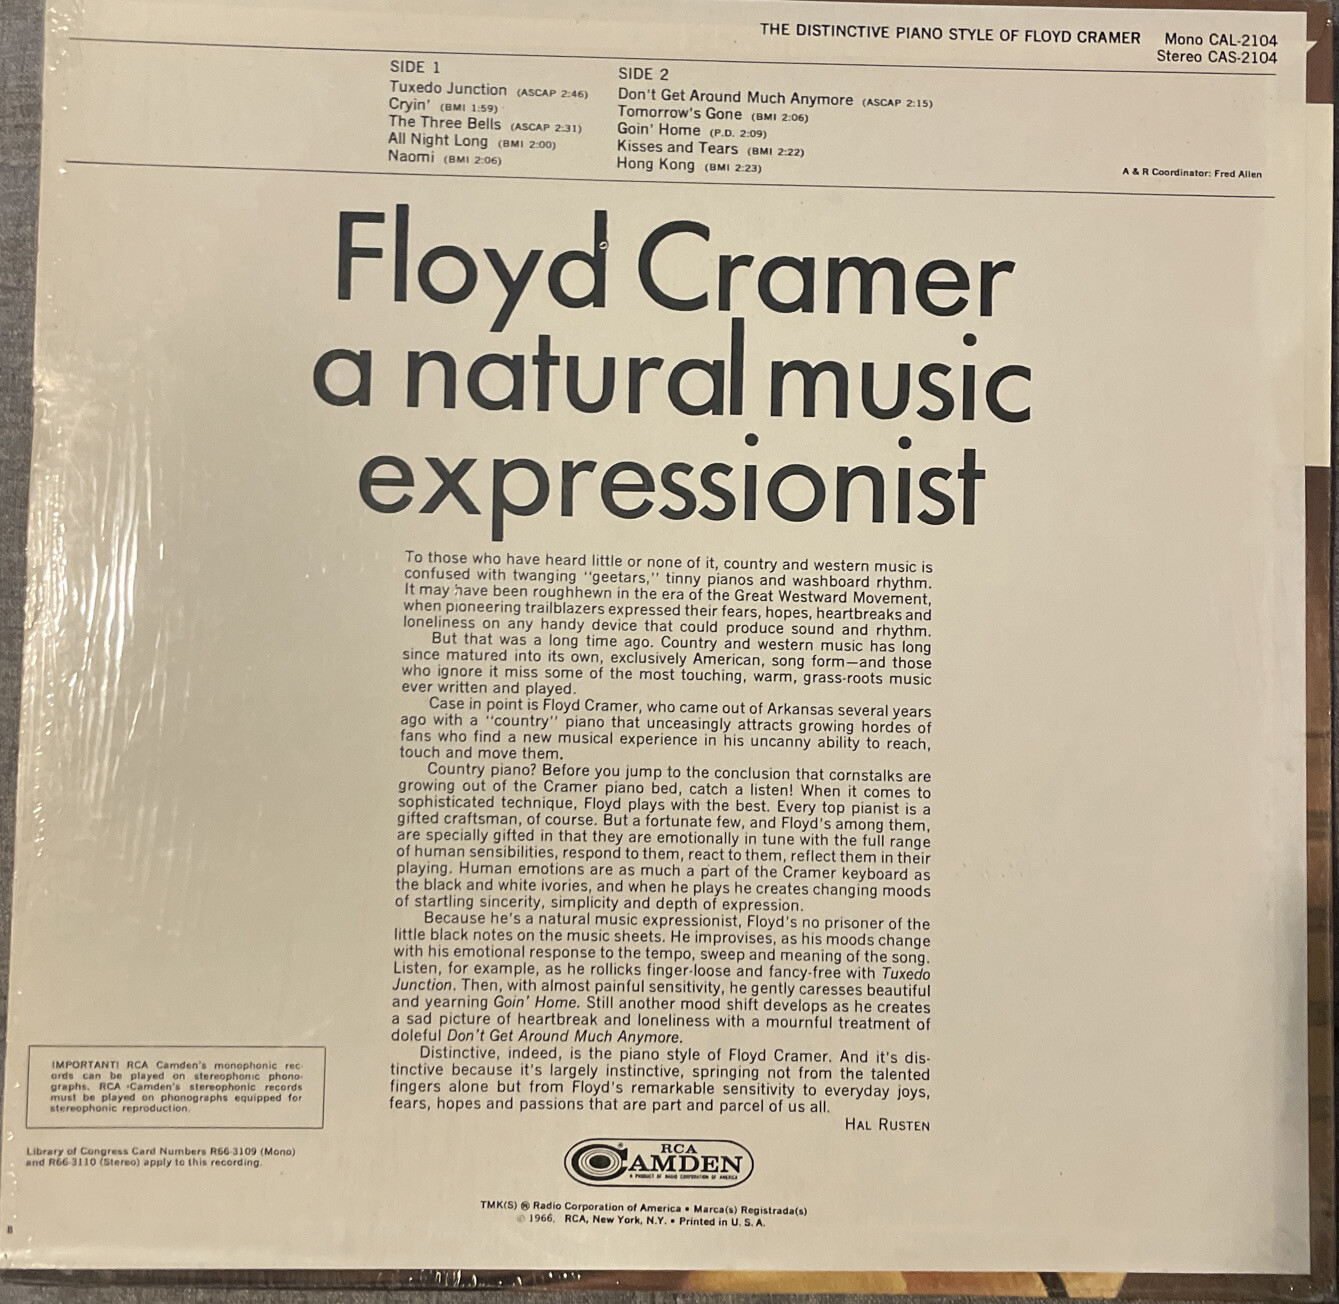 THE DISTINCTIVE PIANO STYLE OF FLOYD CRAMER
Mono CAL-2104
Stereo CAS-2104
SIDE 1
Tuxedo Junction (ASCAP 2:46)
Cryin' (BMI 1:59)
The Three Bells (ASCAP 2:31)
All Night Long (BMI 2:00)
Naomi (BMI 2:06)
SIDE 2
Don't Get Around Much Anymore (ASCAP 2:15)
Tomorrow's Gone (BMI 2:06)
Goin' Home (P.D. 2:09)
Kisses and Tears (BMI 2:22)
Hong Kong (BMI 2:23)
A & R Coordinator: Fred Allen
Floyd Cramer
a natural music
expressionist
To those who have heard little or none of it, country and western music is
confused with twanging "geetars," tinny pianos and washboard rhythm.
It may have been roughhewn in the era of the Great Westward Movement,
when pioneering trailblazers expressed their fears, hopes, heartbreaks and
loneliness on any handy device that could produce sound and rhythm.
But that was a long time ago. Country and western music has long
since matured into its own, exclusively American, song form—and those
who ignore it miss some of the most touching, warm, grass-roots music
ever written and played.
Case in point is Floyd Cramer, who came out of Arkansas several years
ago with a "country" piano that unceasingly attracts growing hordes of
fans who find a new musical experience in his uncanny ability to reach,
touch and move them.
Country piano? Before you jump to the conclusion that cornstalks are
growing out of the Cramer piano bed, catch a listen! When it comes to
sophisticated technique, Floyd plays with the best. Every top pianist is a
gifted craftsman, of course. But a fortunate few, and Floyd's among them,
are specially gifted in that they are emotionally in tune with the full range
of human sensibilities, respond to them, react to them, reflect them in their
playing. Human emotions are as much a part of the Cramer keyboard as
the black and white ivories, and when he plays he creates changing moods
of startling sincerity, simplicity and depth of expression.
Because he's a natural music expressionist, Floyd's no prisoner of the
little black notes on the music sheets. He improvises, as his moods change
with his emotional response to the tempo, sweep and meaning of the song.
Listen, for example, as he rollicks finger-loose and fancy-free with Tuxedo
Junction. Then, with almost painful sensitivity, he gently caresses beautiful
and yearning Goin' Home. Still another mood shift develops as he creates
a sad picture of heartbreak and loneliness with a mournful treatment of
doleful Don't Get Around Much Anymore.
Distinctive, indeed, is the piano style of Floyd Cramer. And it's dis-
tinctive because it's largely instinctive, springing not from the talented
fingers alone but from Floyd's remarkable sensitivity to everyday joys,
fears, hopes and passions that are part and parcel of us all.
HAL RUSTEN
IMPORTANT! RCA Camden's monophonic rec-
ords can be played on stereophonic phono-
graphs. RCA Camden's stereophonic records
must be played on phonographs equipped for
stereophonic reproduction.
Library of Congress Card Numbers R66-3109 (Mono)
and R66-3110 (Stereo) apply to this recording.
RCA
CAMDEN
A PRODUCT OF RADIO CORPORATION OF AMERICA
TMK(S) ® Radio Corporation of America • Marca(s) Registrada(s)
© 1966, RCA, New York, N.Y. • Printed in U. S. A.